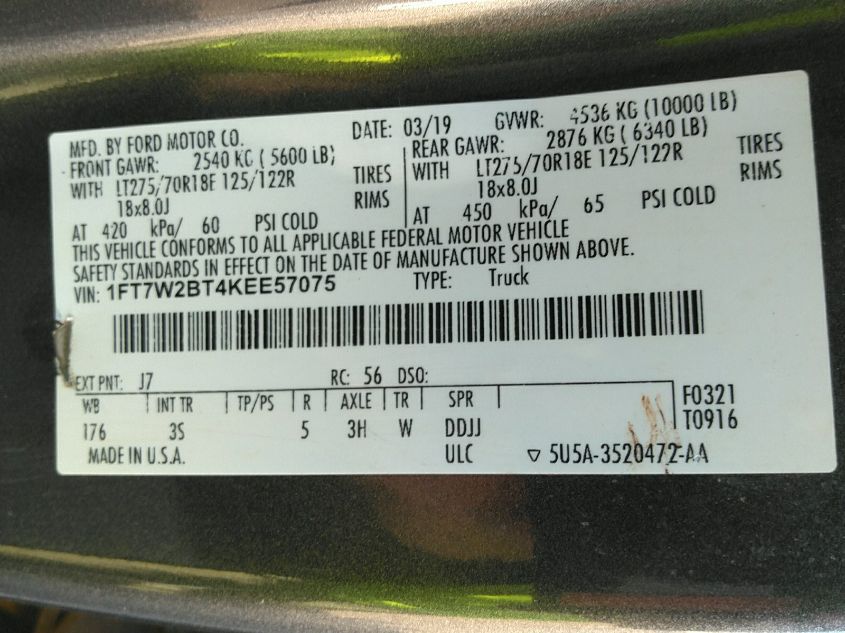 MFD. BY FORD MOTOR CO. DATE: 03/19 GVWR: 4536 KG (10000 LB)
FRONT GAWR: 2540 KG ( 5600 LB) REAR GAWR: 2876 KG ( 6340 LB)
WITH LT275/70R18E 125/122R TIRES WITH LT275/70R18E 125/122R TIRES
18x8.0J RIMS 18x8.0J RIMS
AT 420 kPa/ 60 PSI COLD AT 450 kPa/ 65 PSI COLD
THIS VEHICLE CONFORMS TO ALL APPLICABLE FEDERAL MOTOR VEHICLE
SAFETY STANDARDS IN EFFECT ON THE DATE OF MANUFACTURE SHOWN ABOVE.
VIN: 1FT7W2BT4KEE57075 TYPE: Truck
EXT PNT: J7 RC: 56 DSO:
WB INT TR TP/PS R AXLE TR SPR F0321
176 3S 5 3H W DDJJ T0916
MADE IN U.S.A. ULC ▽ 5U5A-3520472-AA